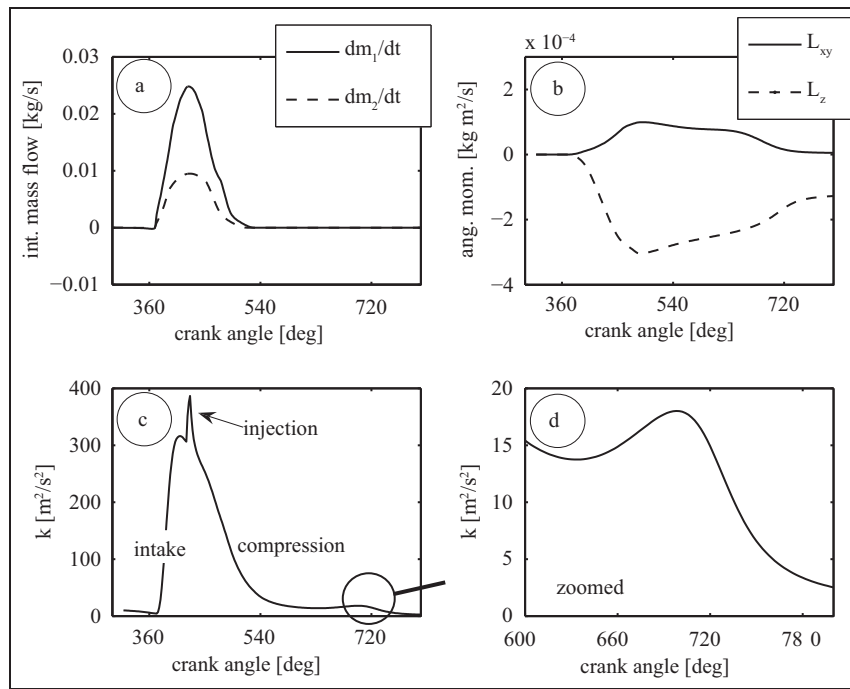 dm₁/dt
dm₂/dt
a
0.03
0.02
0.01
0
−0.01
int. mass flow [kg/s]
360 540 720
crank angle [deg]
x 10⁻⁴
L_xy
L_z
b
2
0
−2
−4
ang. mom. [kg m²/s]
360 540 720
crank angle [deg]
c
400
300
200
100
0
k [m²/s²]
injection
intake
compression
360 540 720
crank angle [deg]
d
20
15
10
5
0
k [m²/s²]
zoomed
600 660 720 78 0
crank angle [deg]